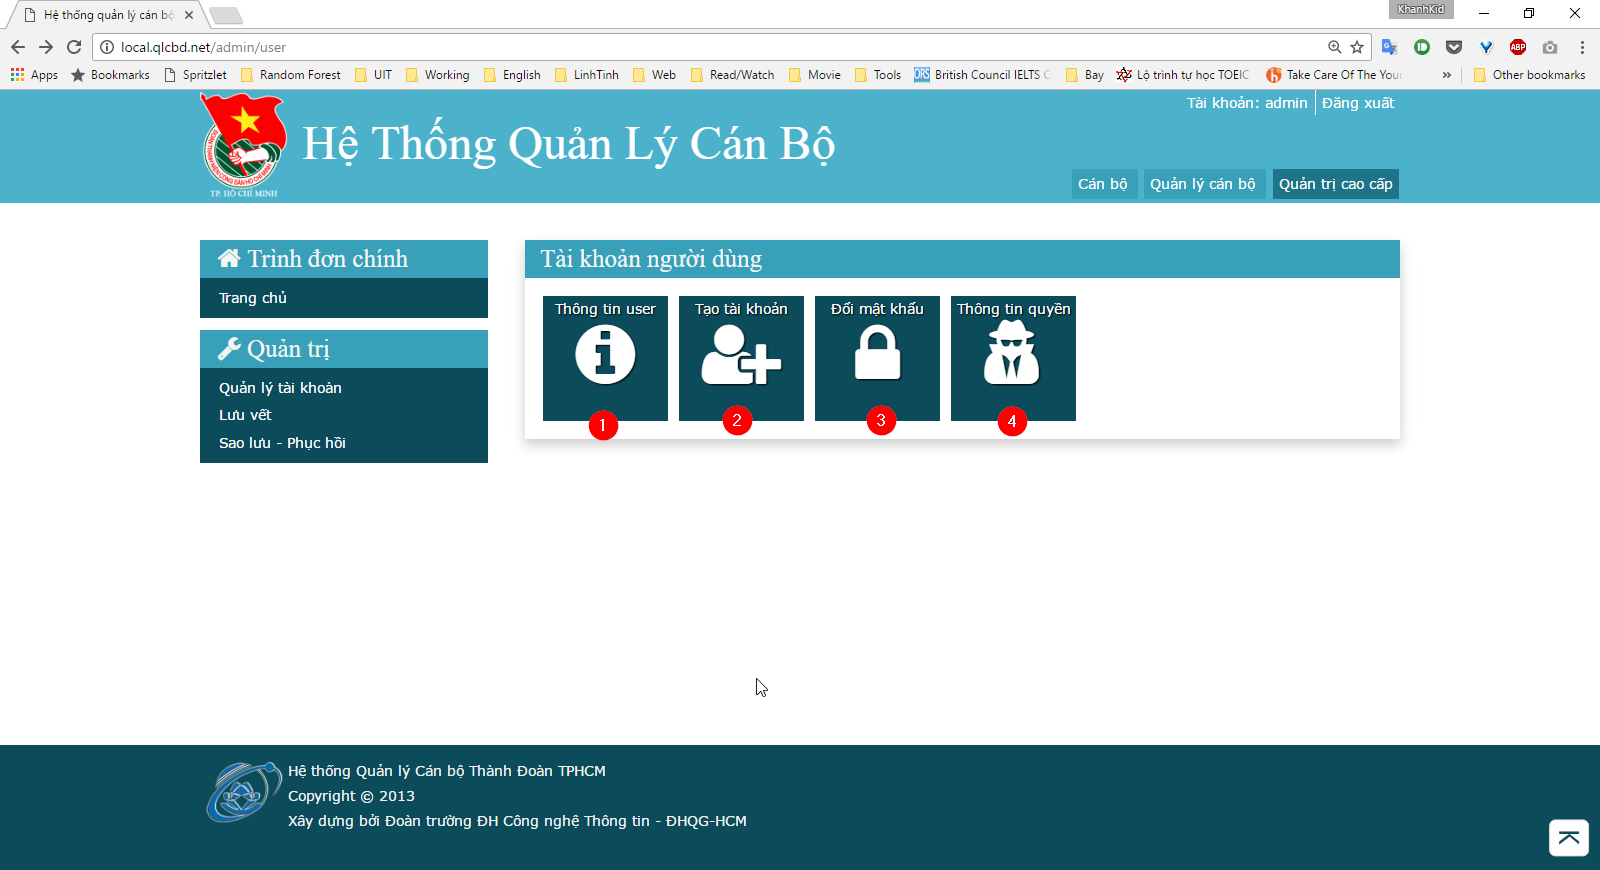 Hệ thống quản lý cán bộ
KhanhKid
local.qlcbd.net/admin/user
Apps Bookmarks Spritzlet Random Forest UIT Working English LinhTinh Web Read/Watch Movie Tools British Council IELTS Bay Lộ trình tự học TOEIC Take Care Of The Your » Other bookmarks
Tài khoản: admin Đăng xuất
Hệ Thống Quản Lý Cán Bộ
TP. HỒ CHÍ MINH
Cán bộ Quản lý cán bộ Quản trị cao cấp
Trình đơn chính
Trang chủ
Quản trị
Quản lý tài khoàn
Lưu vết
Sao lưu - Phục hồi
Tài khoản người dùng
Thông tin user Tạo tài khoản Đổi mật khẩu Thông tin quyền
1 2 3 4
Hệ thống Quản lý Cán bộ Thành Đoàn TPHCM
Copyright © 2013
Xây dựng bởi Đoàn trường ĐH Công nghệ Thông tin - ĐHQG-HCM